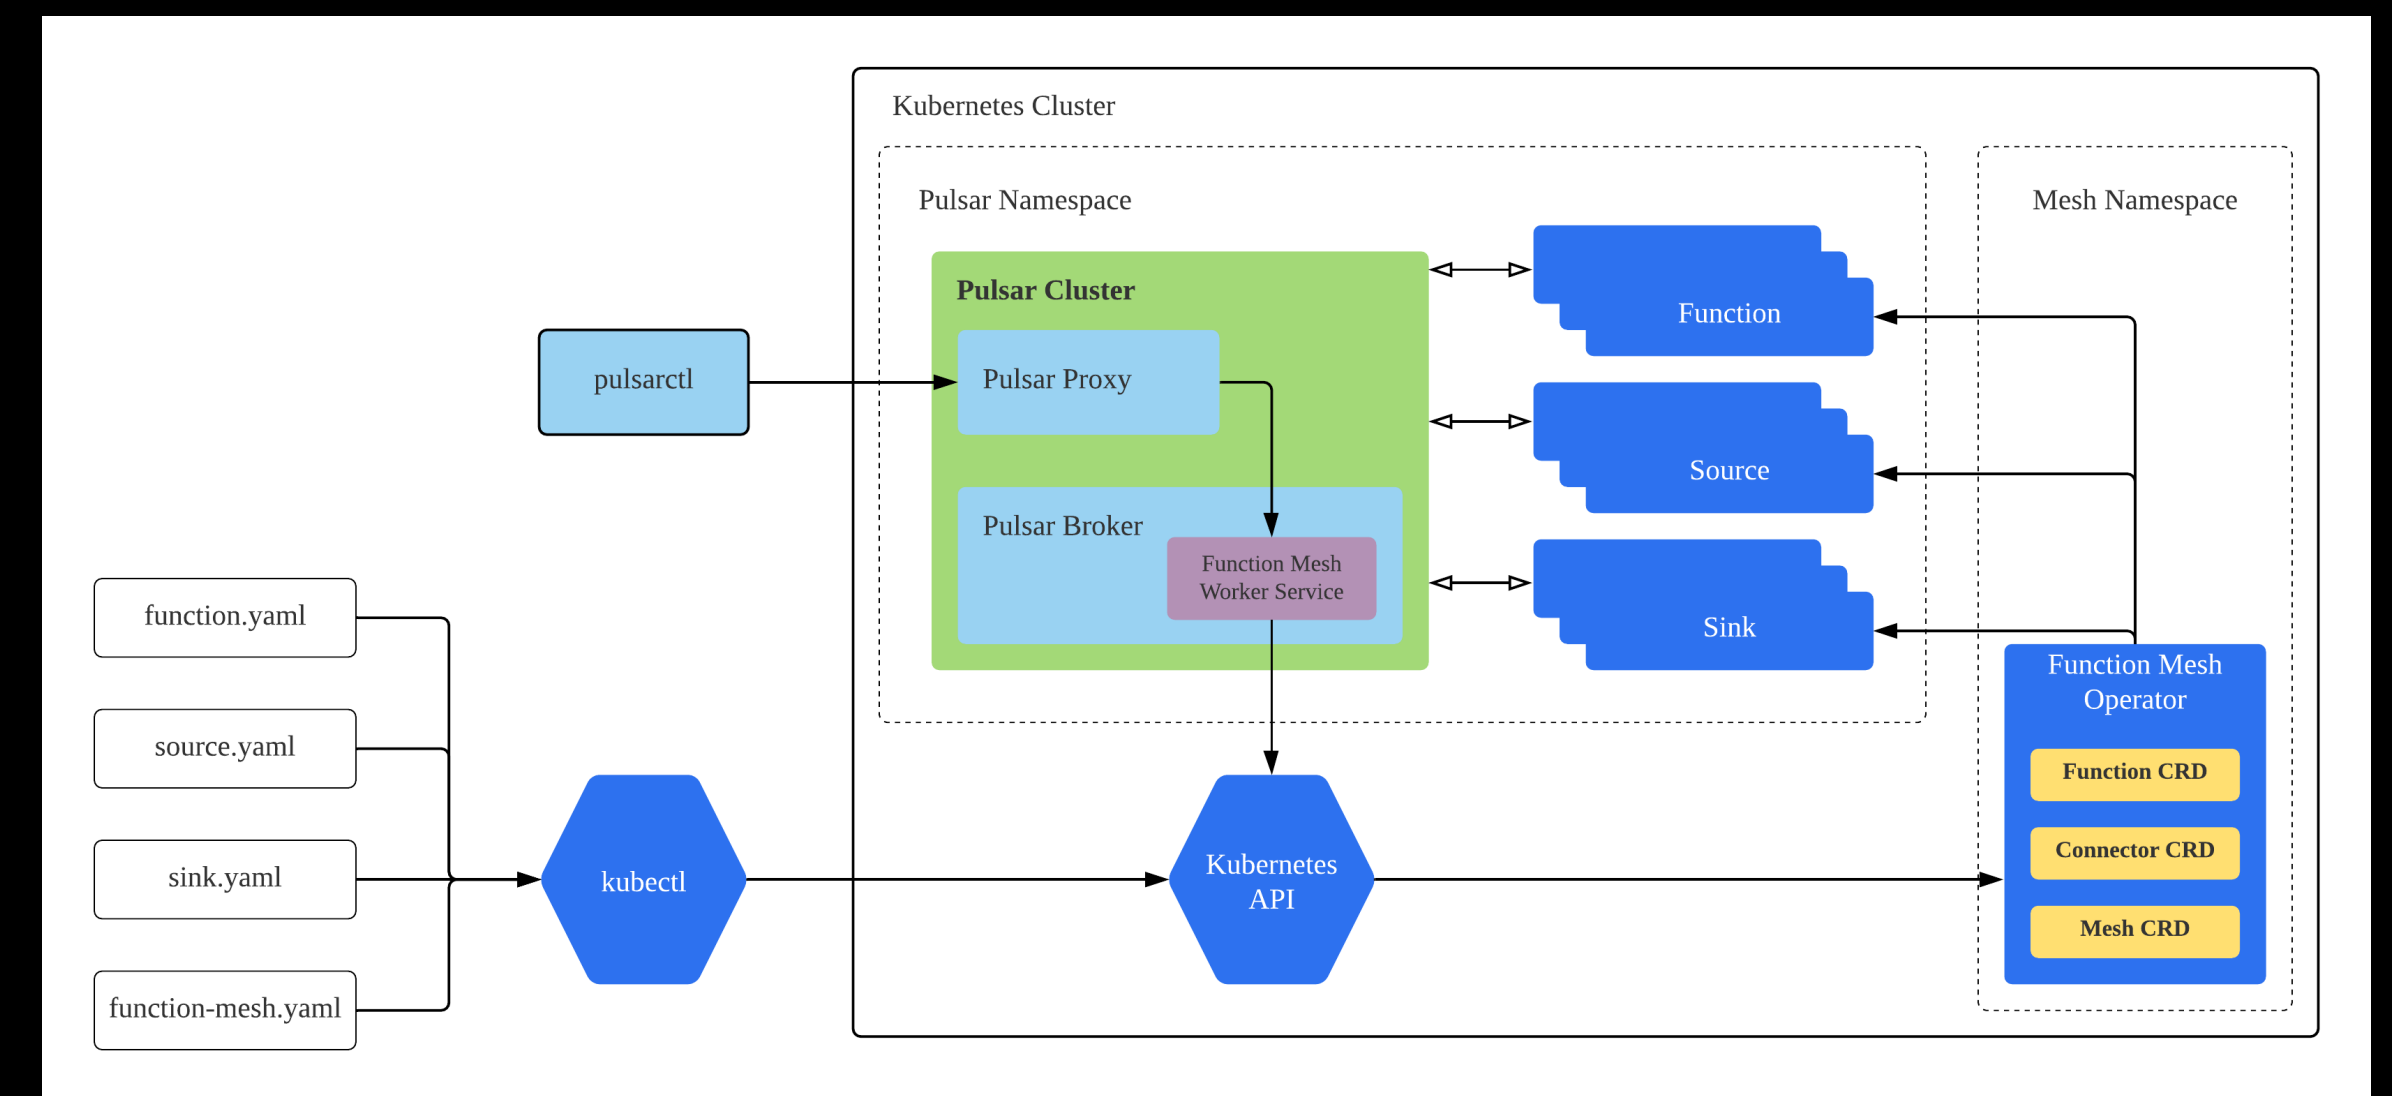 Kubernetes Cluster
Pulsar Namespace
Mesh Namespace
Pulsar Cluster
Function
pulsarctl
Pulsar Proxy
Source
Pulsar Broker
Function Mesh
Worker Service
Sink
function.yaml
source.yaml
sink.yaml
function-mesh.yaml
kubectl
Kubernetes
API
Function Mesh
Operator
Function CRD
Connector CRD
Mesh CRD